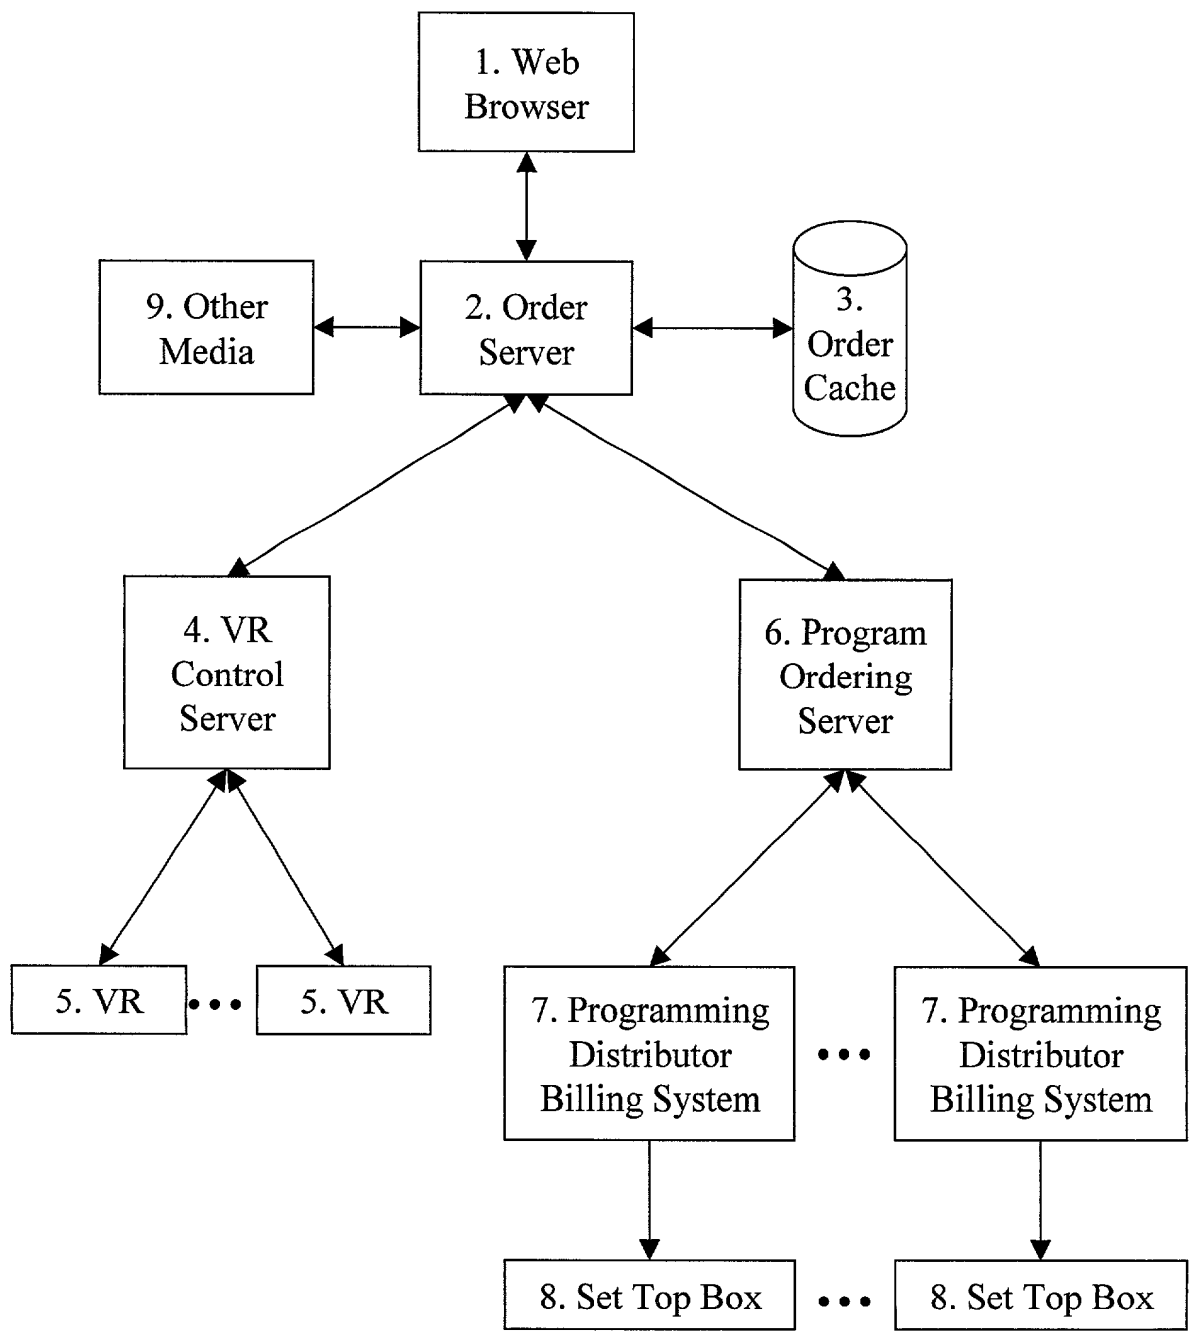 1. Web
Browser
9. Other
Media
2. Order
Server
3.
Order
Cache
4. VR
Control
Server
6. Program
Ordering
Server
5. VR
5. VR
7. Programming
Distributor
Billing System
7. Programming
Distributor
Billing System
8. Set Top Box
8. Set Top Box